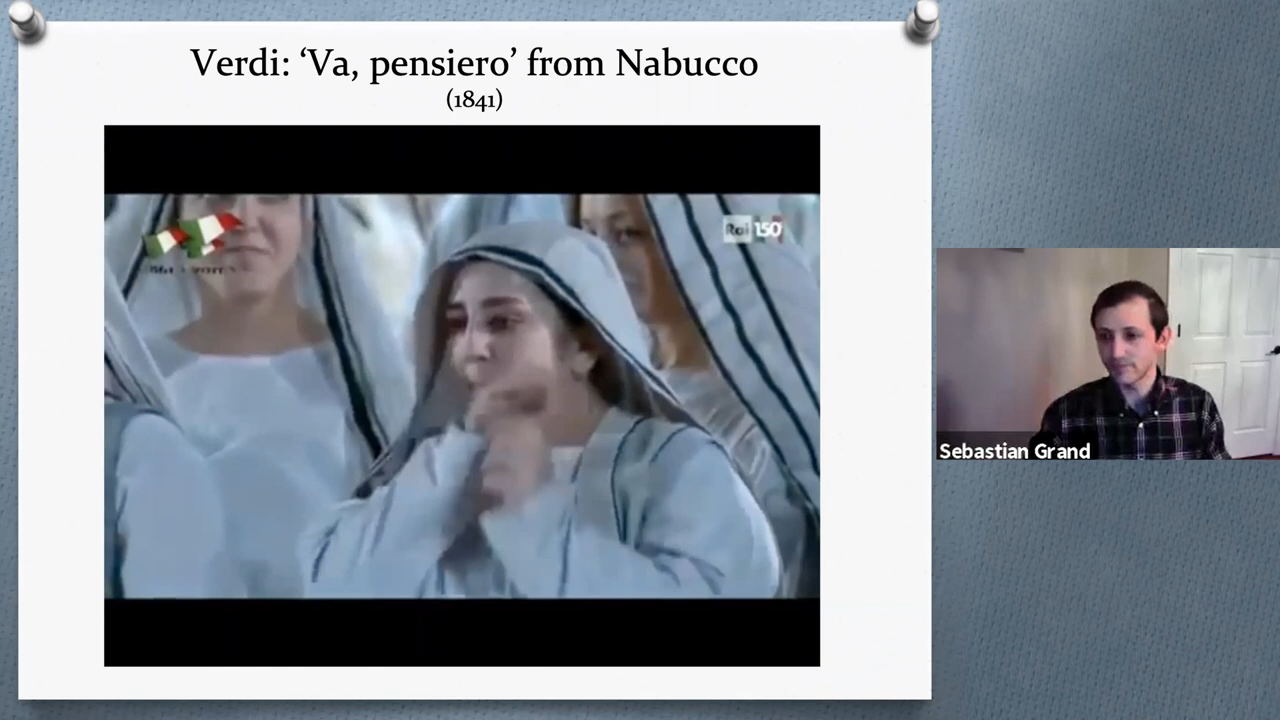 Verdi: ‘Va, pensiero’ from Nabucco
(1841)
Rai 150
Sebastian Grand